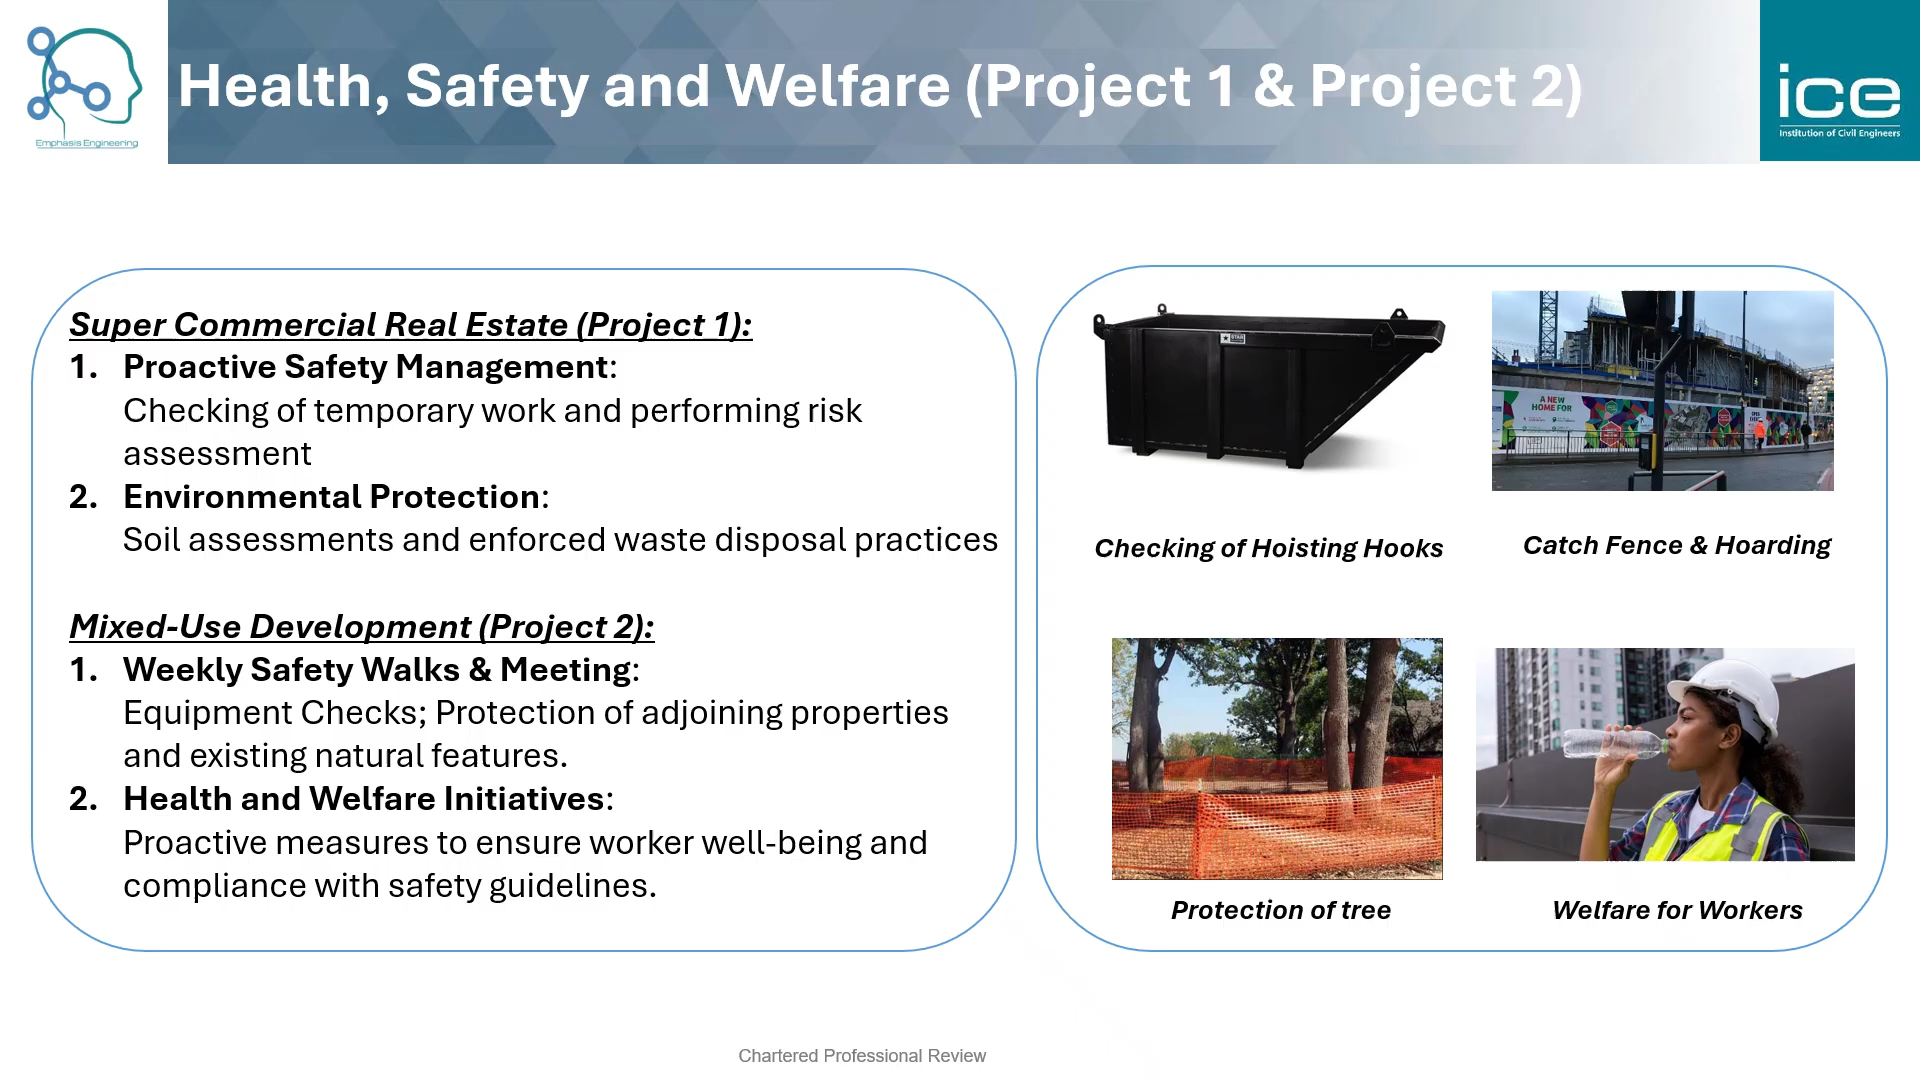 Emphasis Engineering
Health, Safety and Welfare (Project 1 & Project 2)
ice
Institution of Civil Engineers
Super Commercial Real Estate (Project 1):
1. Proactive Safety Management:
Checking of temporary work and performing risk
assessment
2. Environmental Protection:
Soil assessments and enforced waste disposal practices
Mixed-Use Development (Project 2):
1. Weekly Safety Walks & Meeting:
Equipment Checks; Protection of adjoining properties
and existing natural features.
2. Health and Welfare Initiatives:
Proactive measures to ensure worker well-being and
compliance with safety guidelines.
STAR
A NEW
HOME FOR
Checking of Hoisting Hooks
Catch Fence & Hoarding
Protection of tree
Welfare for Workers
Chartered Professional Review